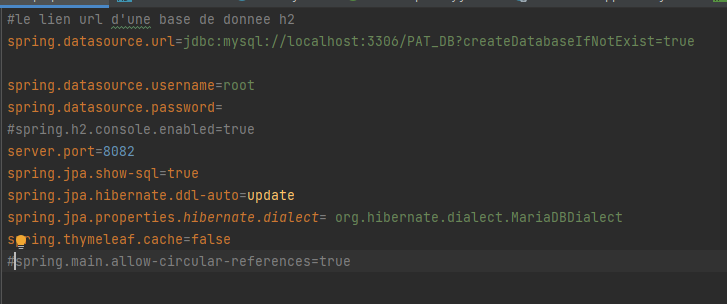 #le lien url d'une base de donnee h2
spring.datasource.url=jdbc:mysql://localhost:3306/PAT_DB?createDatabaseIfNotExist=true
spring.datasource.username=root
spring.datasource.password=
#spring.h2.console.enabled=true
server.port=8082
spring.jpa.show-sql=true
spring.jpa.hibernate.ddl-auto=update
spring.jpa.properties.hibernate.dialect= org.hibernate.dialect.MariaDBDialect
spring.thymeleaf.cache=false
#spring.main.allow-circular-references=true